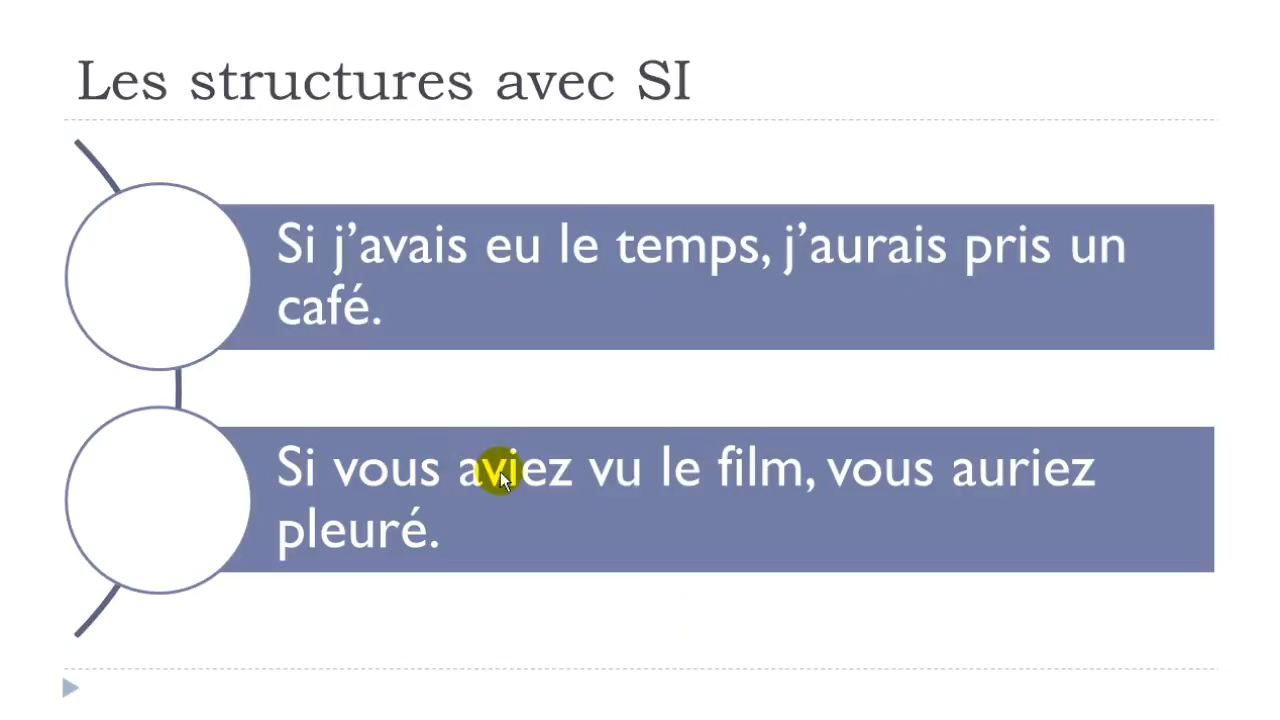 Les structures avec SI
Si j’avais eu le temps, j’aurais pris un
café.
Si vous aviez vu le film, vous auriez
pleuré.